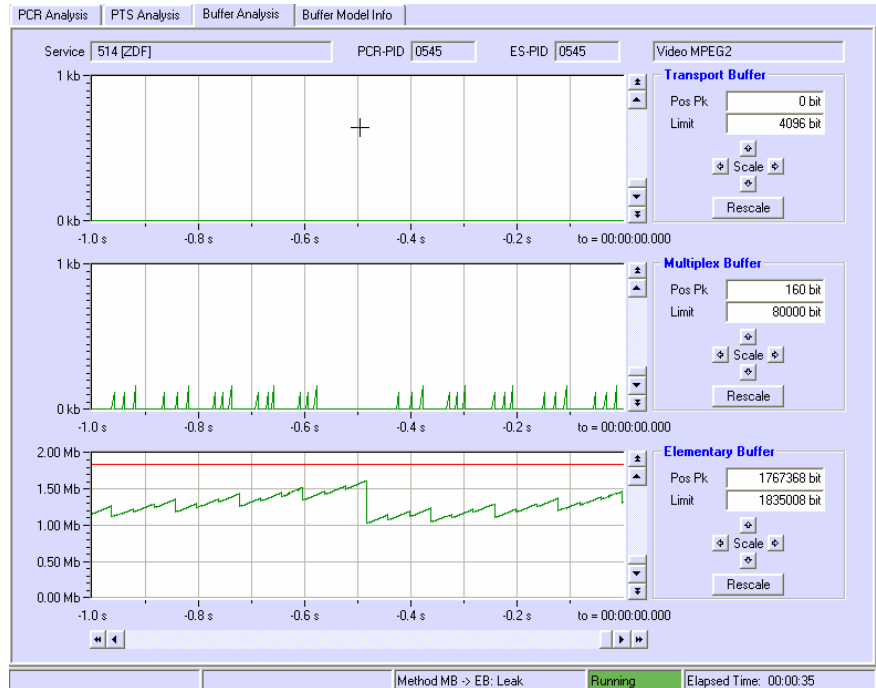 PCR Analysis PTS Analysis Buffer Analysis Buffer Model Info
Service 514 [ZDF] PCR-PID 0545 ES-PID 0545 Video MPEG2
1 kb
0 kb
-1.0 s -0.8 s -0.6 s -0.4 s -0.2 s to = 00:00:00.000
Transport Buffer
Pos Pk 0 bit
Limit 4096 bit
Scale
Rescale
1 kb
0 kb
-1.0 s -0.8 s -0.6 s -0.4 s -0.2 s to = 00:00:00.000
Multiplex Buffer
Pos Pk 160 bit
Limit 80000 bit
Scale
Rescale
2.00 Mb
1.50 Mb
1.00 Mb
0.50 Mb
0.00 Mb
-1.0 s -0.8 s -0.6 s -0.4 s -0.2 s to = 00:00:00.000
Elementary Buffer
Pos Pk 1767368 bit
Limit 1835008 bit
Scale
Rescale
Method MB -> EB: Leak Running Elapsed Time: 00:00:35